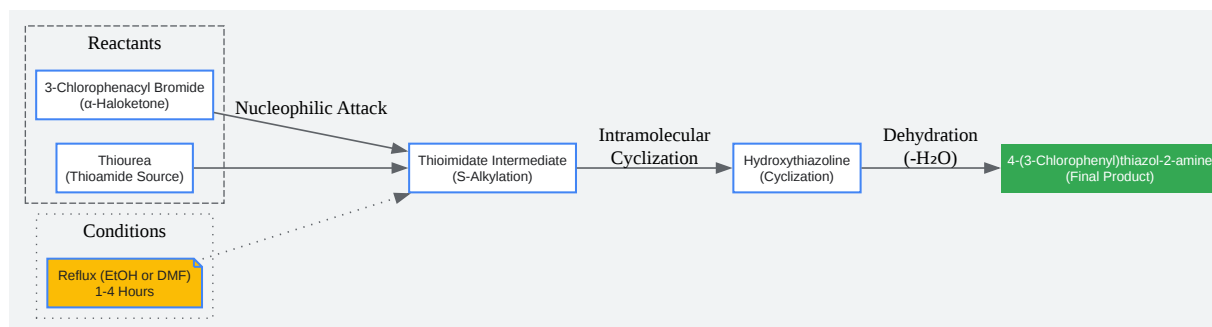 Reactants
3-Chlorophenacyl Bromide
(α-Haloketone)
Nucleophilic Attack
Thiourea
(Thioamide Source)
Conditions
Reflux (EtOH or DMF)
1-4 Hours
Thioimidate Intermediate
(S-Alkylation)
Intramolecular
Cyclization
Hydroxythiazoline
(Cyclization)
Dehydration
(-H₂O)
4-(3-Chlorophenyl)thiazol-2-amine
(Final Product)